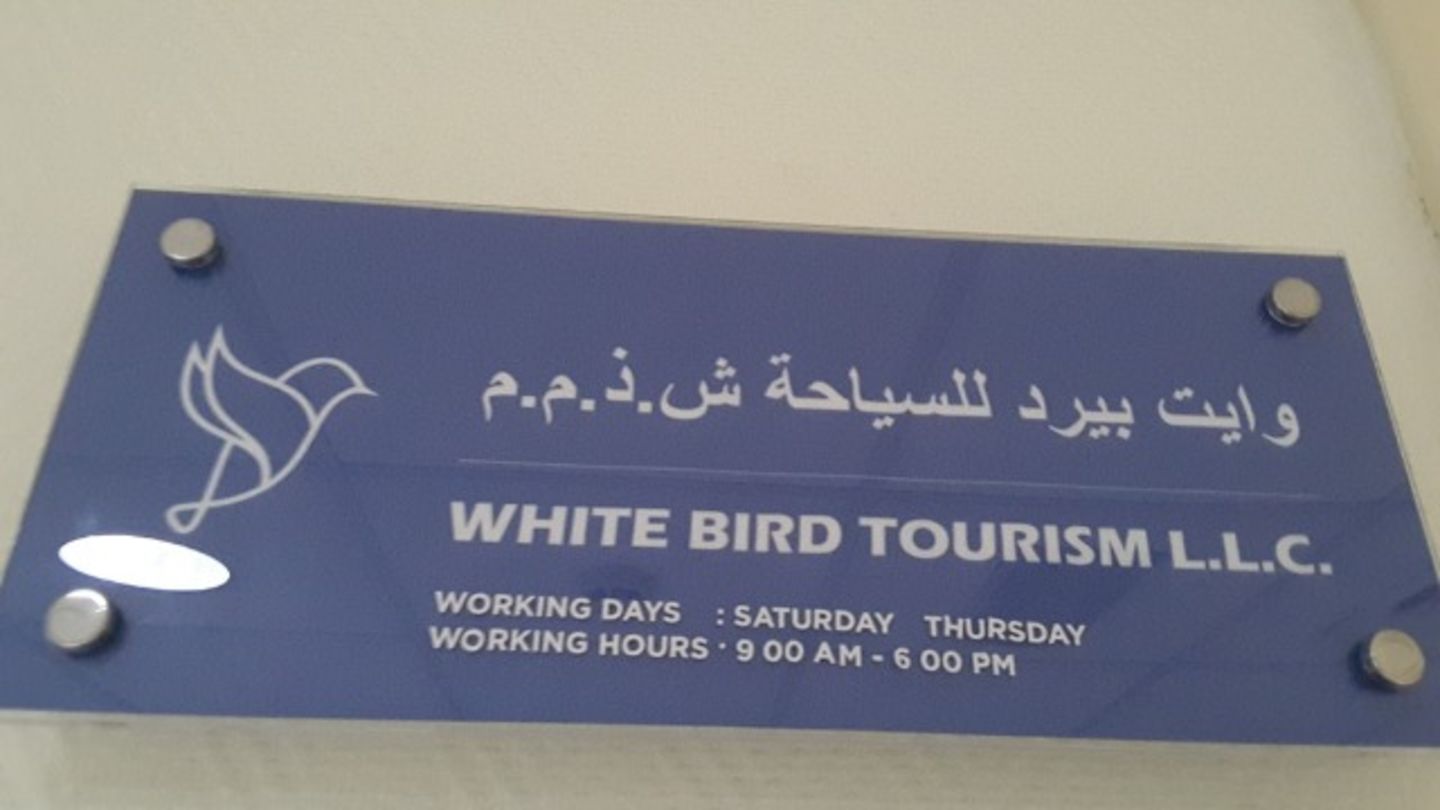 وايت بيرد للسياحة ش.ذ.م.م
WHITE BIRD TOURISM L.L.C.
WORKING DAYS : SATURDAY THURSDAY
WORKING HOURS : 9 00 AM - 6 00 PM